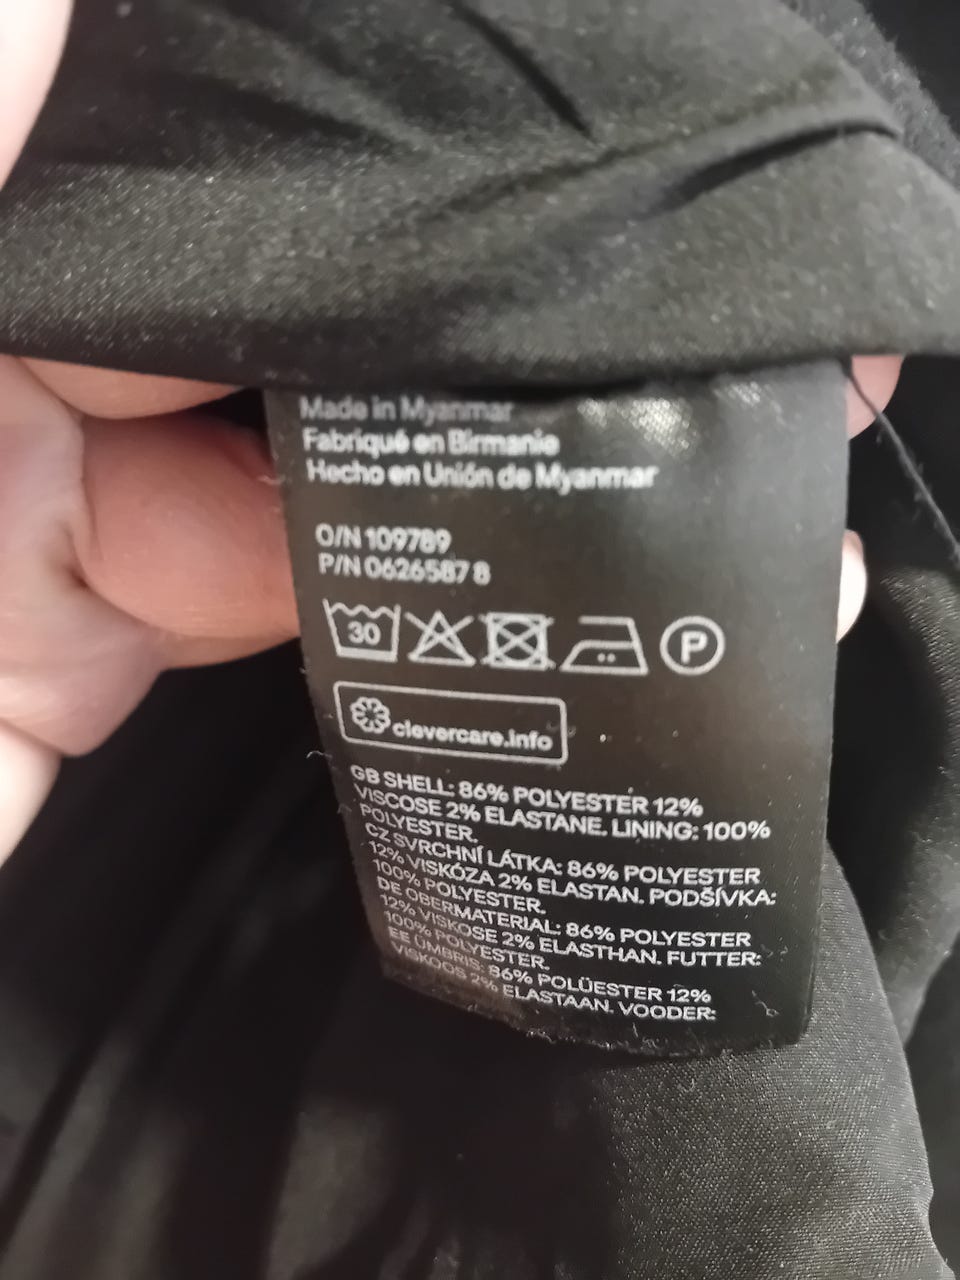 Made in Myanmar
Fabriqué en Birmanie
Hecho en Unión de Myanmar
O/N 109789
P/N 0626587 8
30 P
clevercare.info
GB SHELL: 86% POLYESTER 12%
VISCOSE 2% ELASTANE. LINING: 100%
POLYESTER.
CZ SVRCHNÍ LÁTKA: 86% POLYESTER
12% VISKÓZA 2% ELASTAN. PODŠÍVKA:
100% POLYESTER.
DE OBERMATERIAL: 86% POLYESTER
12% VISKOSE 2% ELASTHAN. FUTTER:
100% POLYESTER.
EE ÜMBRIS: 86% POLÜESTER 12%
VISKOOS 2% ELASTAAN. VOODER: